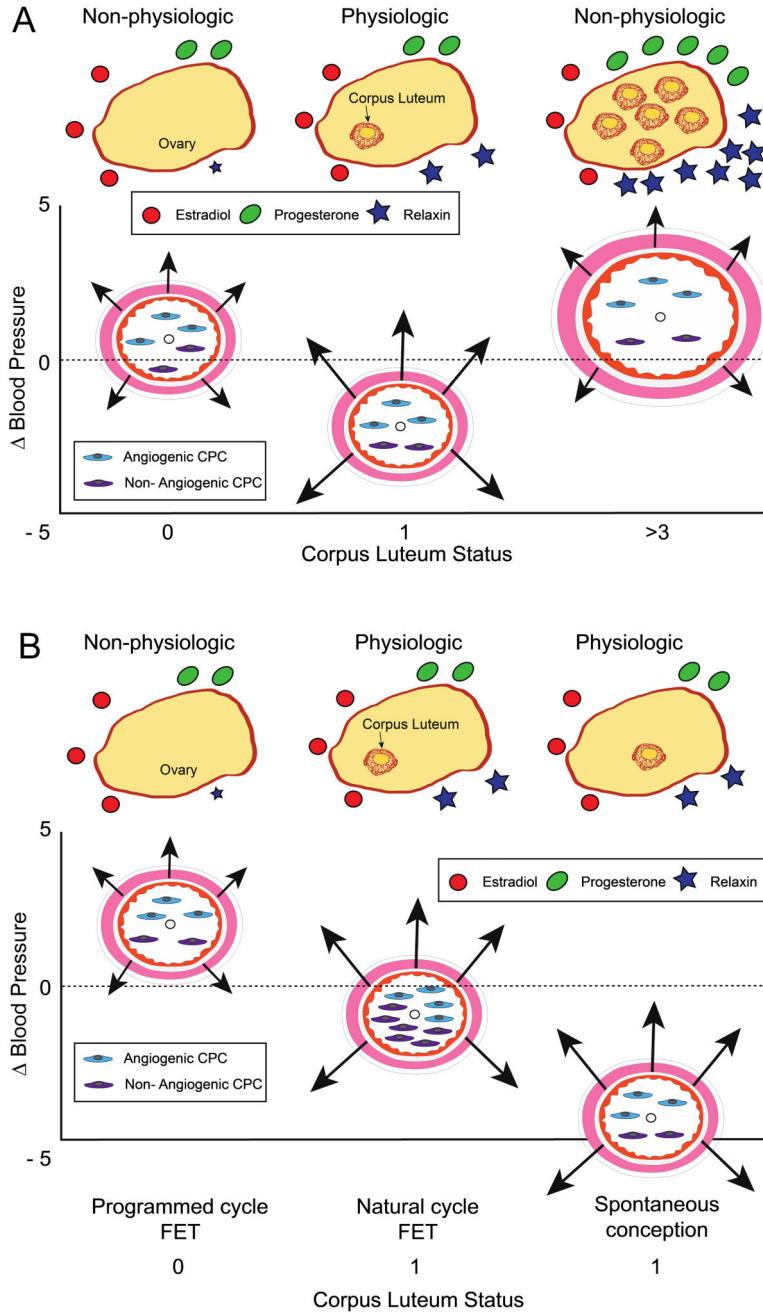 A
Non-physiologic
Physiologic
Non-physiologic
Corpus Luteum
Ovary
Estradiol
Progesterone
Relaxin
5
0
- 5
Δ Blood Pressure
Angiogenic CPC
Non- Angiogenic CPC
0
1
>3
Corpus Luteum Status
B
Non-physiologic
Physiologic
Physiologic
Corpus Luteum
Ovary
5
0
- 5
Δ Blood Pressure
Estradiol
Progesterone
Relaxin
Angiogenic CPC
Non- Angiogenic CPC
Programmed cycle
FET
Natural cycle
FET
Spontaneous
conception
0
1
1
Corpus Luteum Status